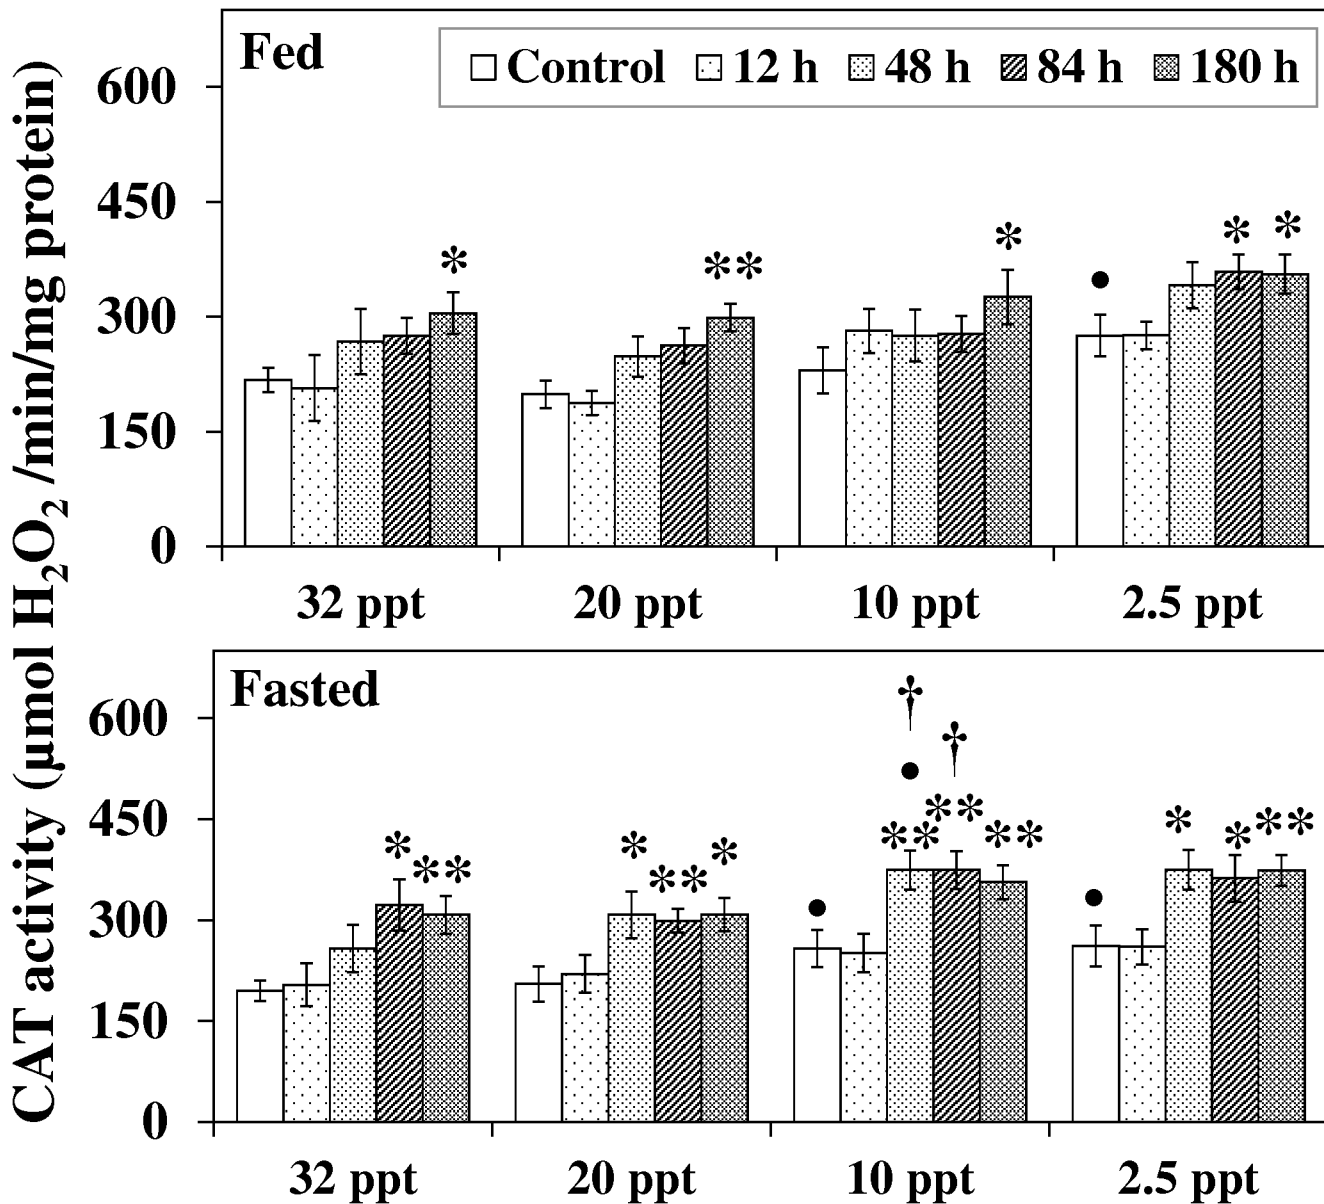 CAT activity (µmol H₂O₂ /min/mg protein)
Fed
Control 12 h 48 h 84 h 180 h
600
450
300
150
0
* ** * • * *
32 ppt 20 ppt 10 ppt 2.5 ppt
Fasted
600
450
300
150
0
† †
•
* ** * ** * • ** ** ** • * * **
32 ppt 20 ppt 10 ppt 2.5 ppt